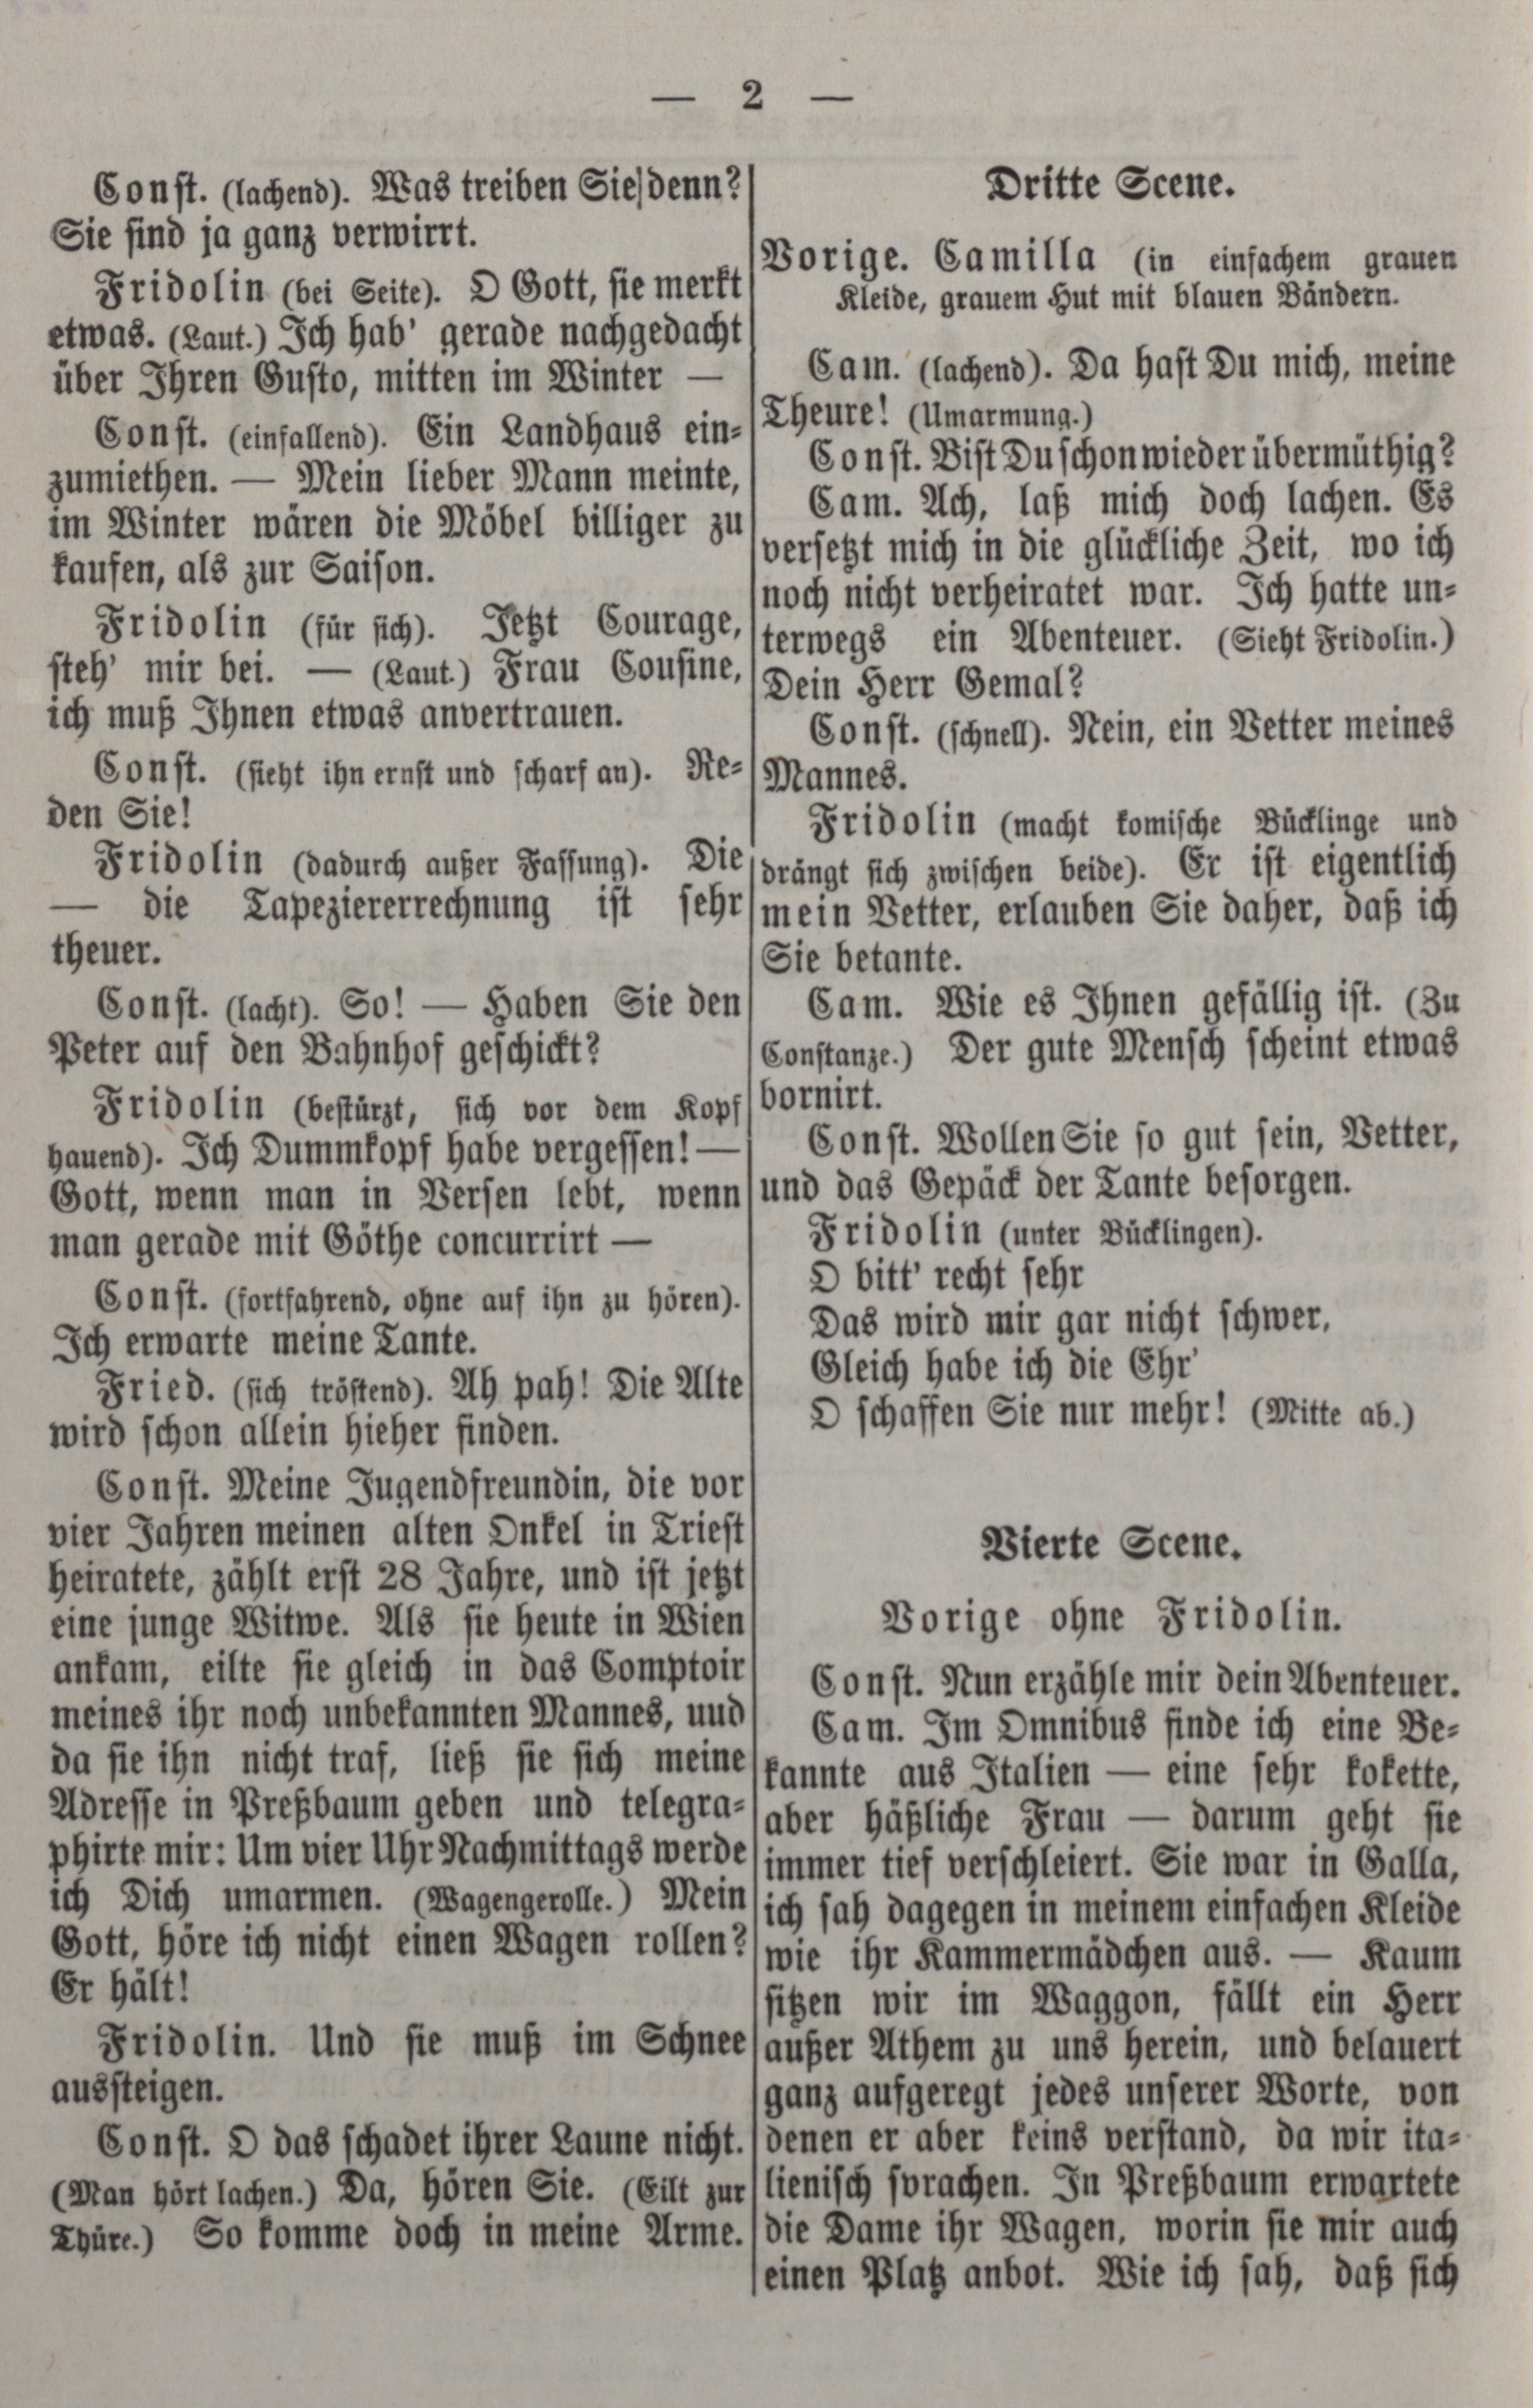 — 2 —
Const. (lachend). Was treiben Sie denn?
Sie sind ja ganz verwirrt.
Fridolin (bei Seite). O Gott, sie merkt
etwas. (Laut.) Ich hab' gerade nachgedacht
über Ihren Gusto, mitten im Winter —
Const. (einfallend). Ein Landhaus ein-
zumiethen. — Mein lieber Mann meinte,
im Winter wären die Möbel billiger zu
kaufen, als zur Saison.
Fridolin (für sich). Jetzt Courage,
steh' mir bei. — (Laut.) Frau Cousine,
ich muß Ihnen etwas anvertrauen.
Const. (sieht ihn ernst und scharf an). Re-
den Sie!
Fridolin (dadurch außer Fassung). Die
— die Tapeziererrechnung ist sehr
theuer.
Const. (lacht). So! — Haben Sie den
Peter auf den Bahnhof geschickt?
Fridolin (bestürzt, sich vor dem Kopf
hauend). Ich Dummkopf habe vergessen! —
Gott, wenn man in Versen lebt, wenn
man gerade mit Göthe concurrirt —
Const. (fortfahrend, ohne auf ihn zu hören).
Ich erwarte meine Tante.
Fried. (sich tröstend). Ah pah! Die Alte
wird schon allein hieher finden.
Const. Meine Jugendfreundin, die vor
vier Jahren meinen alten Onkel in Triest
heiratete, zählt erst 28 Jahre, und ist jetzt
eine junge Witwe. Als sie heute in Wien
ankam, eilte sie gleich in das Comptoir
meines ihr noch unbekannten Mannes, uud
da sie ihn nicht traf, ließ sie sich meine
Adresse in Preßbaum geben und telegra-
phirte mir: Um vier Uhr Nachmittags werde
ich Dich umarmen. (Wagengerolle.) Mein
Gott, höre ich nicht einen Wagen rollen?
Er hält!
Fridolin. Und sie muß im Schnee
aussteigen.
Const. O das schadet ihrer Laune nicht.
(Man hört lachen.) Da, hören Sie. (Eilt zur
Thüre.) So komme doch in meine Arme.
Dritte Scene.
Vorige. Camilla (in einfachem grauen
Kleide, grauem Hut mit blauen Bändern.
Cam. (lachend). Da hast Du mich, meine
Theure! (Umarmung.)
Const. Bist Du schon wieder übermüthig?
Cam. Ach, laß mich doch lachen. Es
versetzt mich in die glückliche Zeit, wo ich
noch nicht verheiratet war. Ich hatte un-
terwegs ein Abenteuer. (Sieht Fridolin.)
Dein Herr Gemal?
Const. (schnell). Nein, ein Vetter meines
Mannes.
Fridolin (macht komische Bücklinge und
drängt sich zwischen beide). Er ist eigentlich
mein Vetter, erlauben Sie daher, daß ich
Sie betante.
Cam. Wie es Ihnen gefällig ist. (Zu
Constanze.) Der gute Mensch scheint etwas
bornirt.
Const. Wollen Sie so gut sein, Vetter,
und das Gepäck der Tante besorgen.
Fridolin (unter Bücklingen).
O bitt' recht sehr
Das wird mir gar nicht schwer,
Gleich habe ich die Ehr'
O schaffen Sie nur mehr! (Mitte ab.)
Vierte Scene.
Vorige ohne Fridolin.
Const. Nun erzähle mir dein Abenteuer.
Cam. Im Omnibus finde ich eine Be-
kannte aus Italien — eine sehr kokette,
aber häßliche Frau — darum geht sie
immer tief verschleiert. Sie war in Galla,
ich sah dagegen in meinem einfachen Kleide
wie ihr Kammermädchen aus. — Kaum
sitzen wir im Waggon, fällt ein Herr
außer Athem zu uns herein, und belauert
ganz aufgeregt jedes unserer Worte, von
denen er aber keins verstand, da wir ita-
lienisch sprachen. In Preßbaum erwartete
die Dame ihr Wagen, worin sie mir auch
einen Platz anbot. Wie ich sah, daß sich